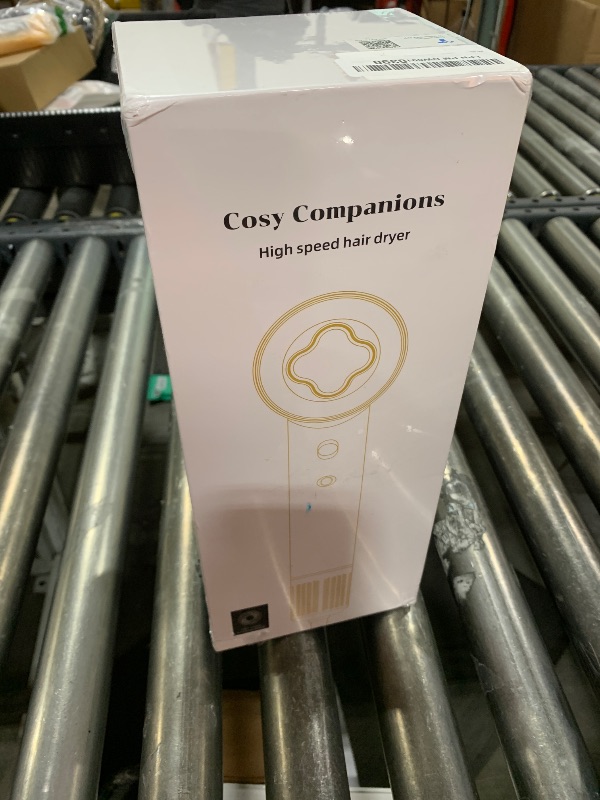 Cosy Companions
High speed hair dryer